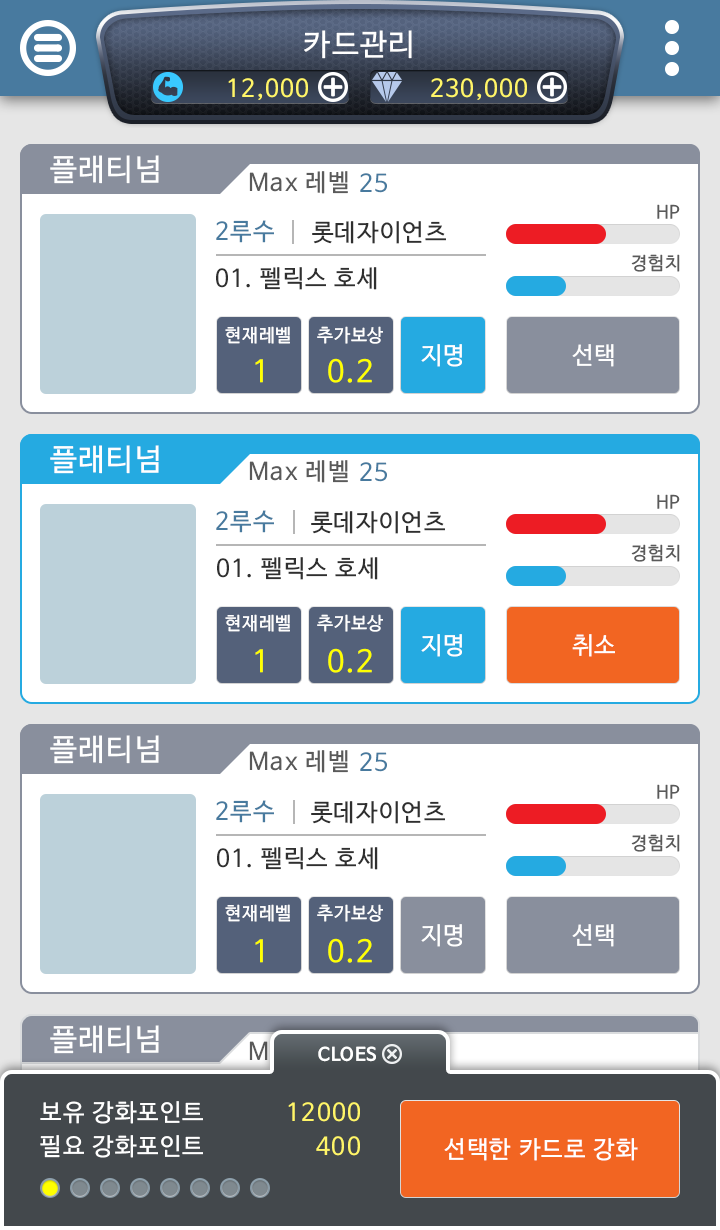 카드관리
12,000 230,000
플래티넘
Max 레벨 25
2루수 롯데자이언츠
HP
01. 펠릭스 호세
경험치
현재레벨 추가보상
1 0.2
지명
선택
플래티넘
Max 레벨 25
2루수 롯데자이언츠
HP
01. 펠릭스 호세
경험치
현재레벨 추가보상
1 0.2
지명
취소
플래티넘
Max 레벨 25
2루수 롯데자이언츠
HP
01. 펠릭스 호세
경험치
현재레벨 추가보상
1 0.2
지명
선택
플래티넘
M
CLOES
보유 강화포인트 12000
필요 강화포인트 400
선택한 카드로 강화